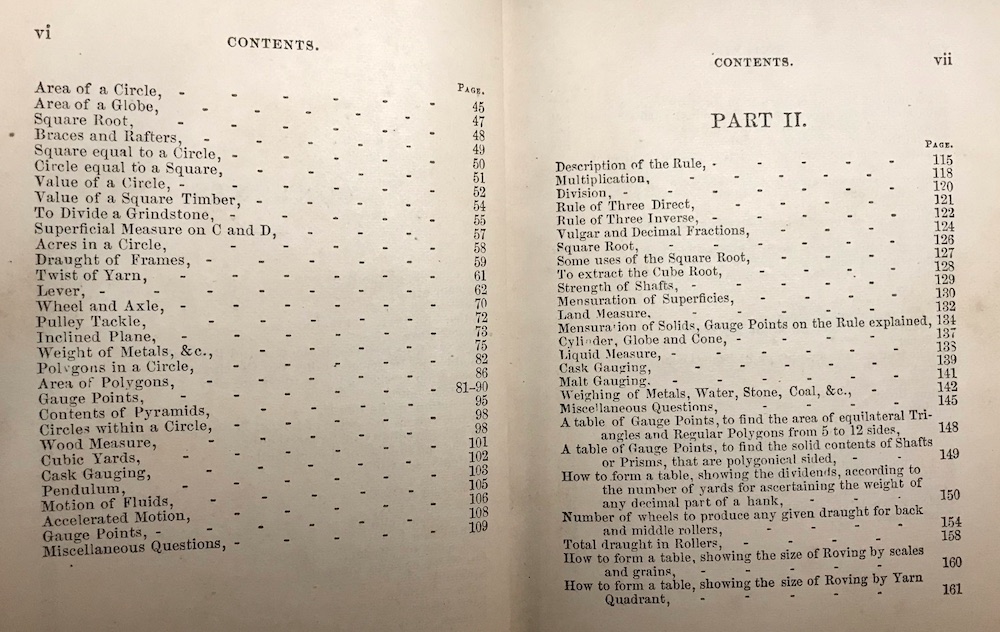 vi
CONTENTS.
PAGE.
Area of a Circle, - - - - - - 45
Area of a Globe, - - - - - 47
Square Root, - - - - - - 48
Braces and Rafters, - - - - - 49
Square equal to a Circle, - - - - - 50
Circle equal to a Square, - - - - 51
Value of a Circle, - - - - - - 52
Value of a Square Timber, - - - - 54
To Divide a Grindstone, - - - - - 55
Superficial Measure on C and D, - - - 57
Acres in a Circle, - - - - - 58
Draught of Frames, - - - - - 59
Twist of Yarn, - - - - - - 61
Lever, - - - - - - - 62
Wheel and Axle, - - - - - - 70
Pulley Tackle, - - - - - 72
Inclined Plane, - - - - - - 73
Weight of Metals, &c., - - - - 75
Polygons in a Circle, - - - - - 82
Area of Polygons, - - - - - 86
Gauge Points, - - - - - - 81-90
Contents of Pyramids, - - - - - 95
Circles within a Circle, - - - - 98
Wood Measure, - - - - - - 98
Cubic Yards, - - - - - - 101
Cask Gauging, - - - - - - 102
Pendulum, - - - - - - 103
Motion of Fluids, - - - - - 105
Accelerated Motion, - - - - - 106
Gauge Points, - - - - - - 108
Miscellaneous Questions, - - - - - 109
CONTENTS.
vii
PART II.
PAGE.
Description of the Rule, - - - - - 115
Multiplication, - - - - - 118
Division, - - - - - - - 120
Rule of Three Direct, - - - - - 121
Rule of Three Inverse, - - - - - 122
Vulgar and Decimal Fractions, - - - - 124
Square Root, - - - - - - 126
Some uses of the Square Root, - - - - 127
To extract the Cube Root, - - - - 128
Strength of Shafts, - - - - - - 129
Mensuration of Superficies, - - - - 130
Land Measure, - - - - - - 132
Mensuration of Solids, Gauge Points on the Rule explained, 134
Cylinder, Globe and Cone, - - - - - 137
Liquid Measure, - - - - - - 138
Cask Gauging, - - - - - - 139
Malt Gauging. - - - - - - 141
Weighing of Metals, Water, Stone, Coal, &c., - - 142
Miscellaneous Questions, - - - - 145
A table of Gauge Points, to find the area of equilateral Tri-
angles and Regular Polygons from 5 to 12 sides, 148
A table of Gauge Points, to find the solid contents of Shafts
or Prisms, that are polygonical sided, - - 149
How to form a table, showing the dividends, according to
the number of yards for ascertaining the weight of
any decimal part of a hank, - - - 150
Number of wheels to produce any given draught for back
and middle rollers, - - - - 154
Total draught in Rollers, - - - - - 158
How to form a table, showing the size of Roving by scales
and grains, - - - - - 160
How to form a table, showing the size of Roving by Yarn
Quadrant, - - - - - - 161